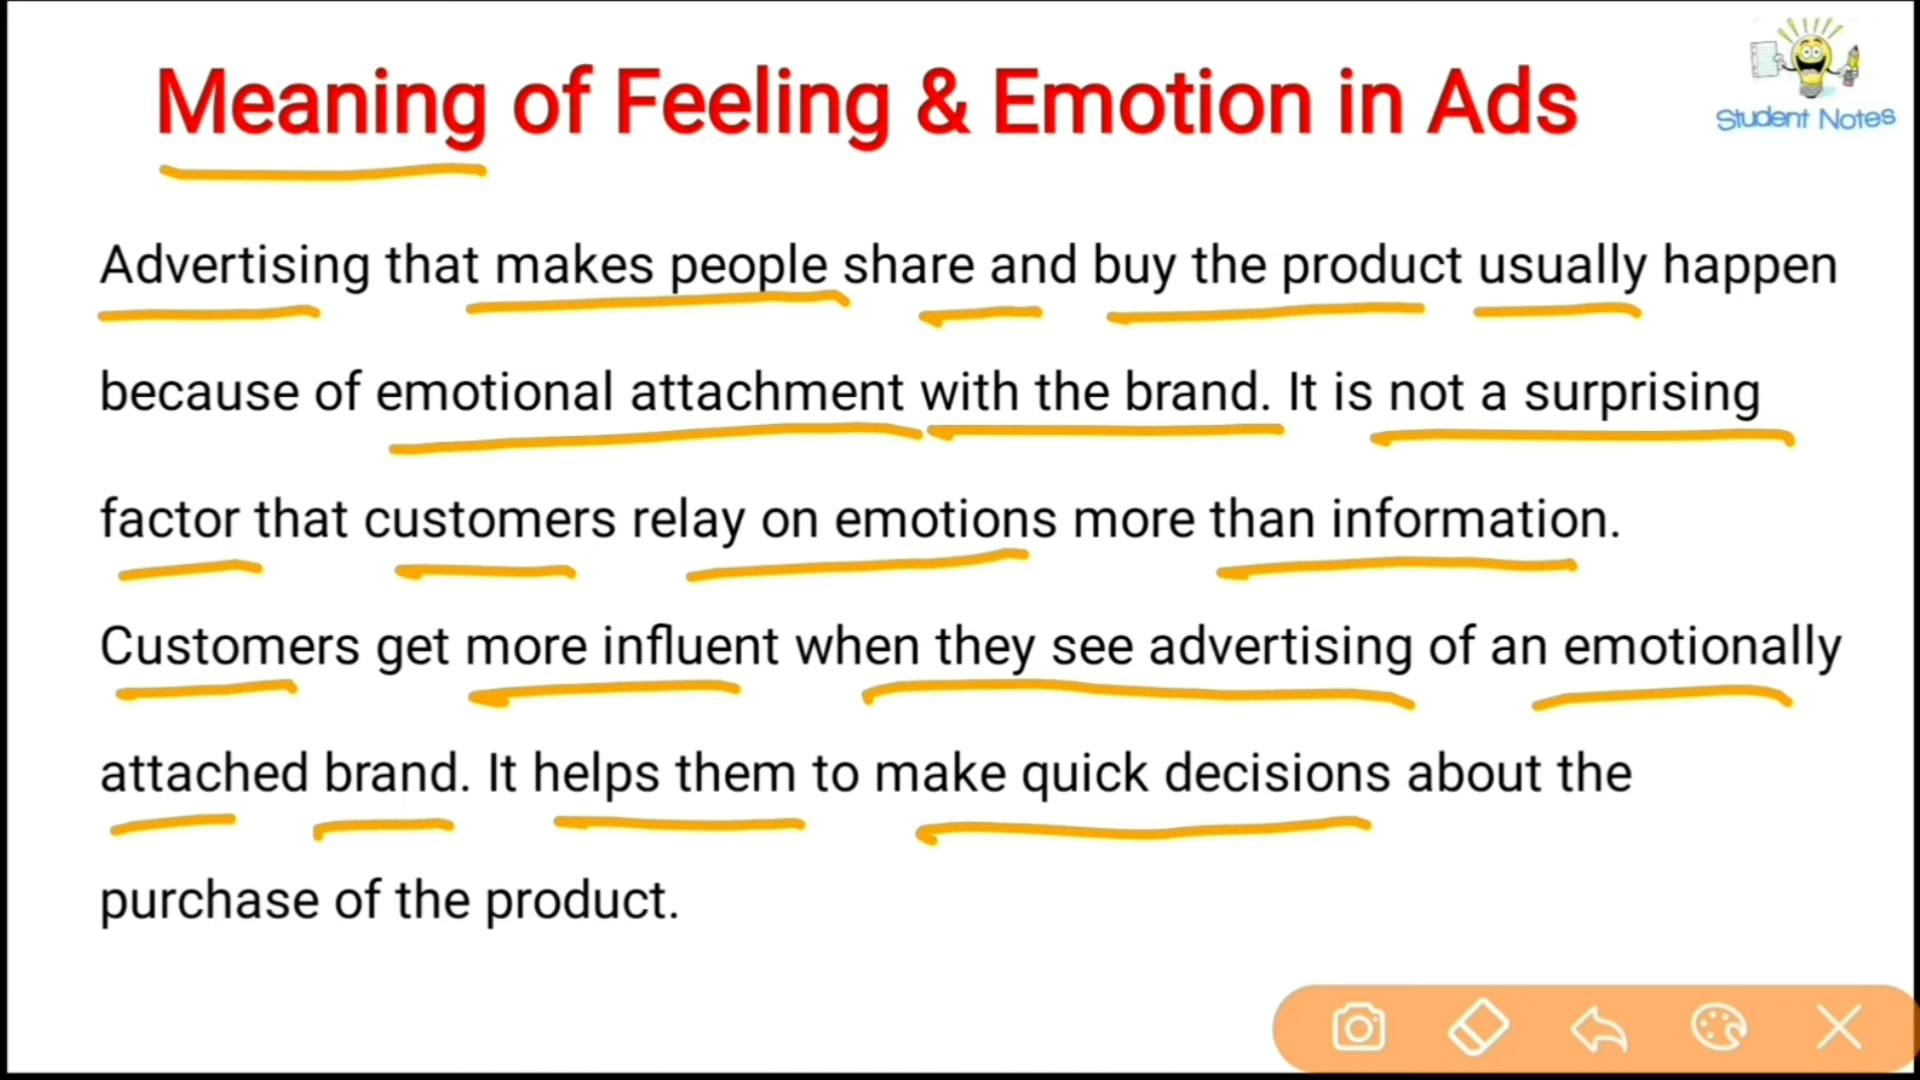 Meaning of Feeling & Emotion in Ads
Student Notes
Advertising that makes people share and buy the product usually happen
because of emotional attachment with the brand. It is not a surprising
factor that customers relay on emotions more than information.
Customers get more influent when they see advertising of an emotionally
attached brand. It helps them to make quick decisions about the
purchase of the product.